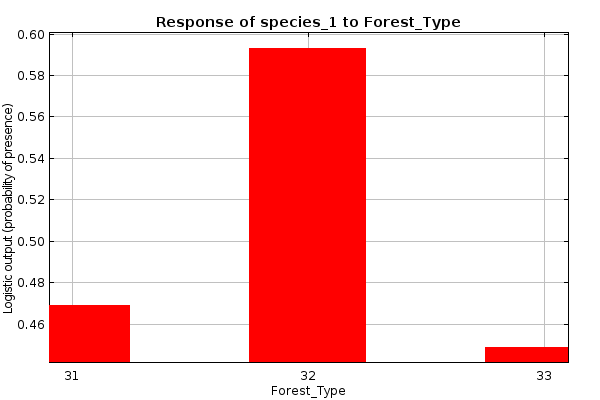 Response of species_1 to Forest_Type
Logistic output (probability of presence)
0.60
0.58
0.56
0.54
0.52
0.50
0.48
0.46
31 32 33
Forest_Type